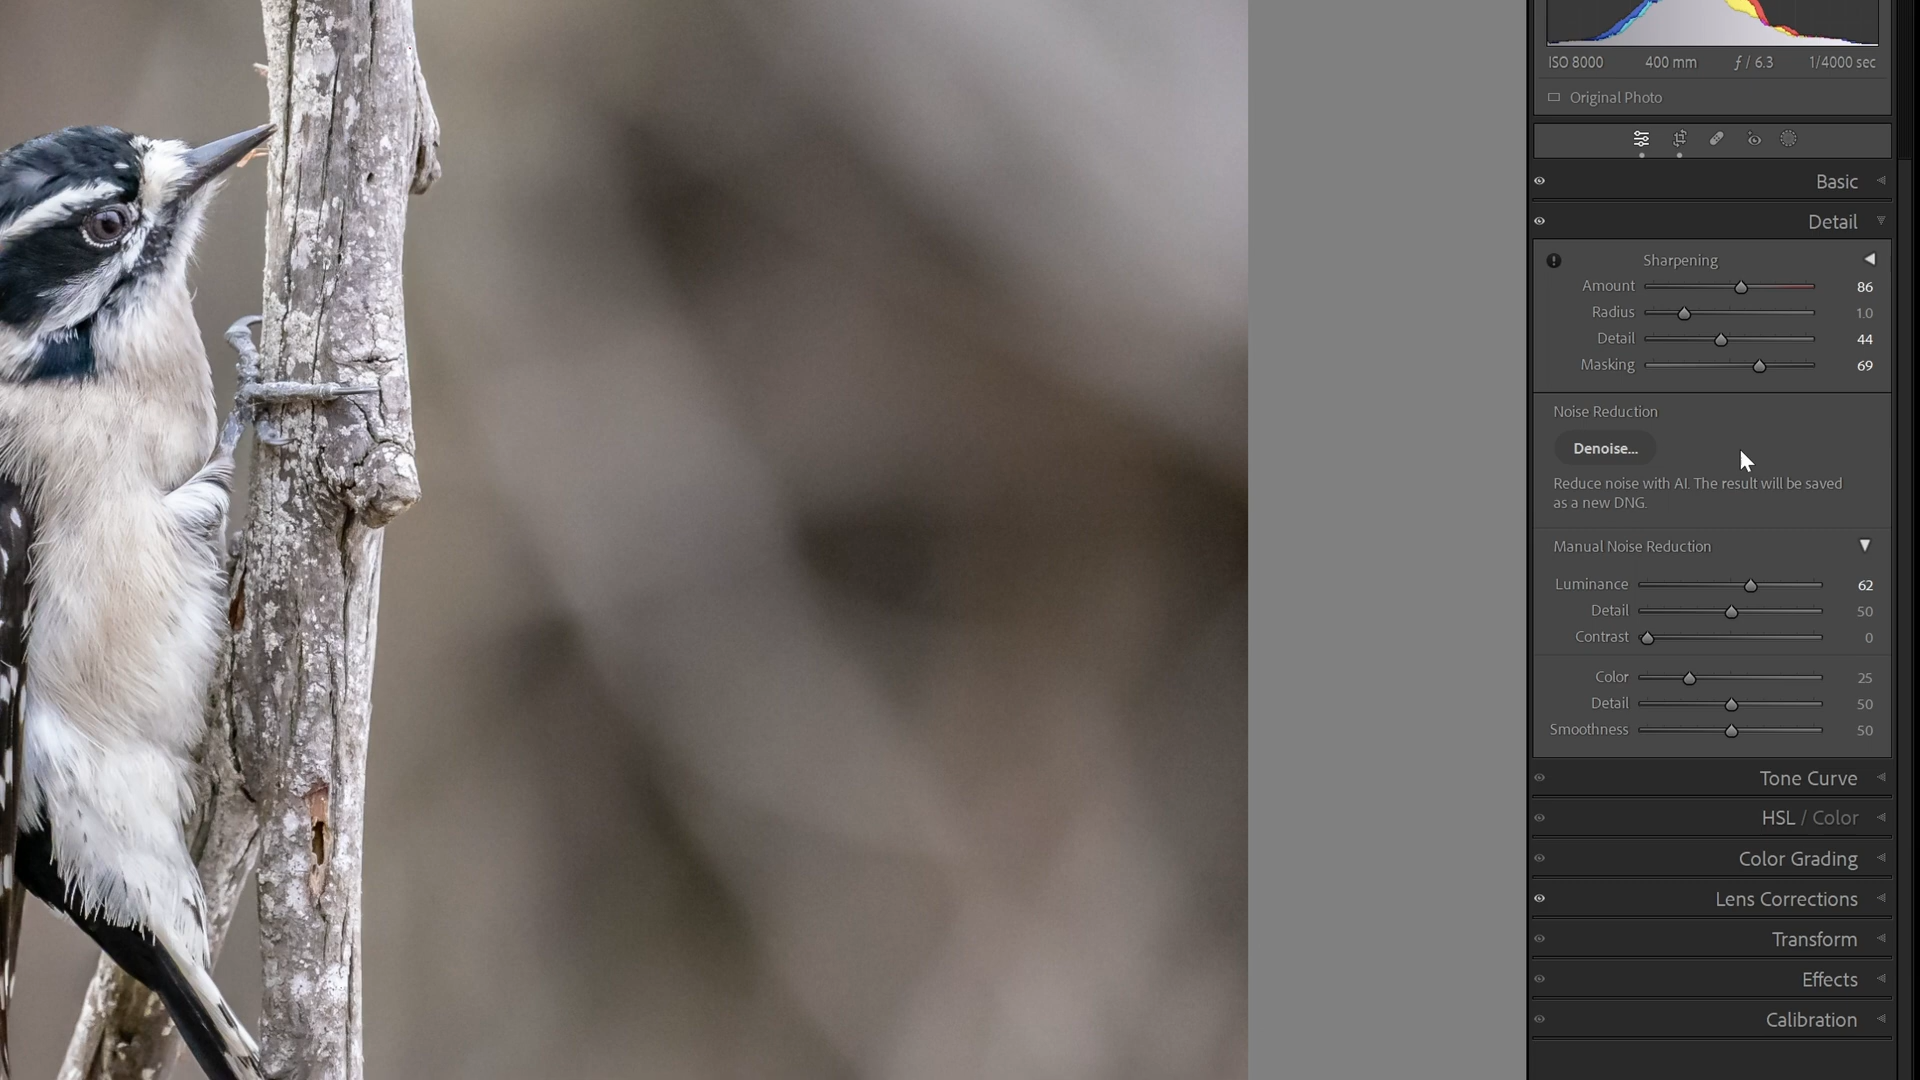 ISO 8000 400 mm ƒ / 6.3 1/4000 sec
Original Photo
Basic
Detail
Sharpening
Amount 86
Radius 1.0
Detail 44
Masking 69
Noise Reduction
Denoise...
Reduce noise with AI. The result will be saved
as a new DNG.
Manual Noise Reduction
Luminance 62
Detail 50
Contrast 0
Color 25
Detail 50
Smoothness 50
Tone Curve
HSL / Color
Color Grading
Lens Corrections
Transform
Effects
Calibration